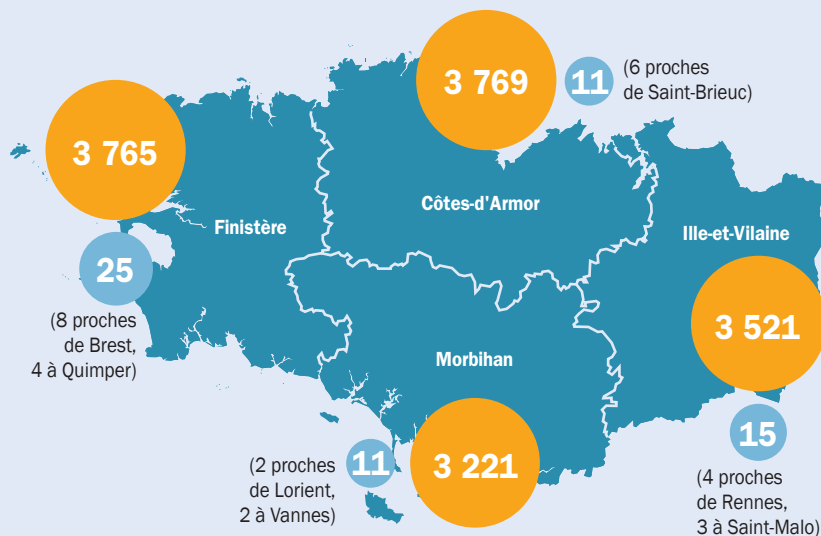 3 769
11
(6 proches
de Saint-Brieuc)
3 765
Côtes-d'Armor
Finistère
Ille-et-Vilaine
25
(8 proches
de Brest,
4 à Quimper)
3 521
Morbihan
15
(4 proches
de Rennes,
3 à Saint-Malo)
(2 proches
de Lorient,
2 à Vannes)
11
3 221